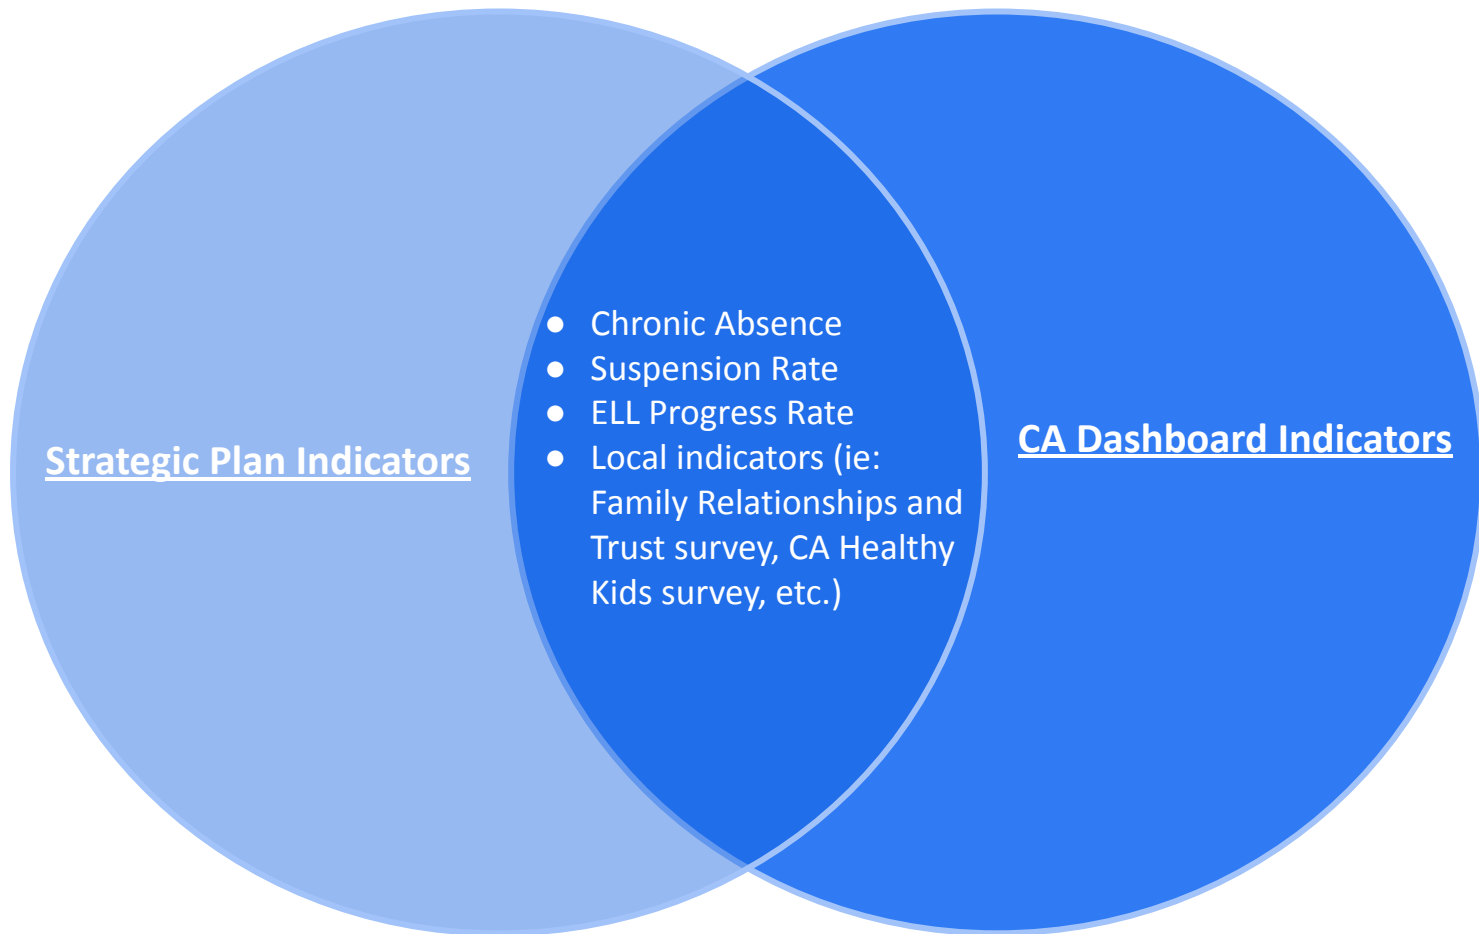 Strategic Plan Indicators
● Chronic Absence
● Suspension Rate
● ELL Progress Rate
● Local indicators (ie:
Family Relationships and
Trust survey, CA Healthy
Kids survey, etc.)
CA Dashboard Indicators